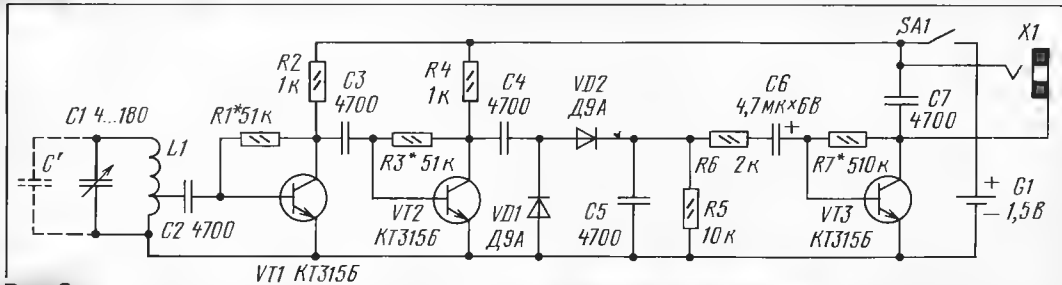 SA1
X1
R2
1к
C3
4700
R4
1к
C4
4700
VD2
Д9А
C6
4,7мк×6В
C7
4700
C1 4...180
R1*51к
L1
C'
R3*51к
R6
2к
R7*510к
G1
+
– 1,5В
+
C2 4700
VT2
КТ315Б
VD1
Д9А
C5
4700
R5
10к
VT3
КТ315Б
VT1 КТ315Б